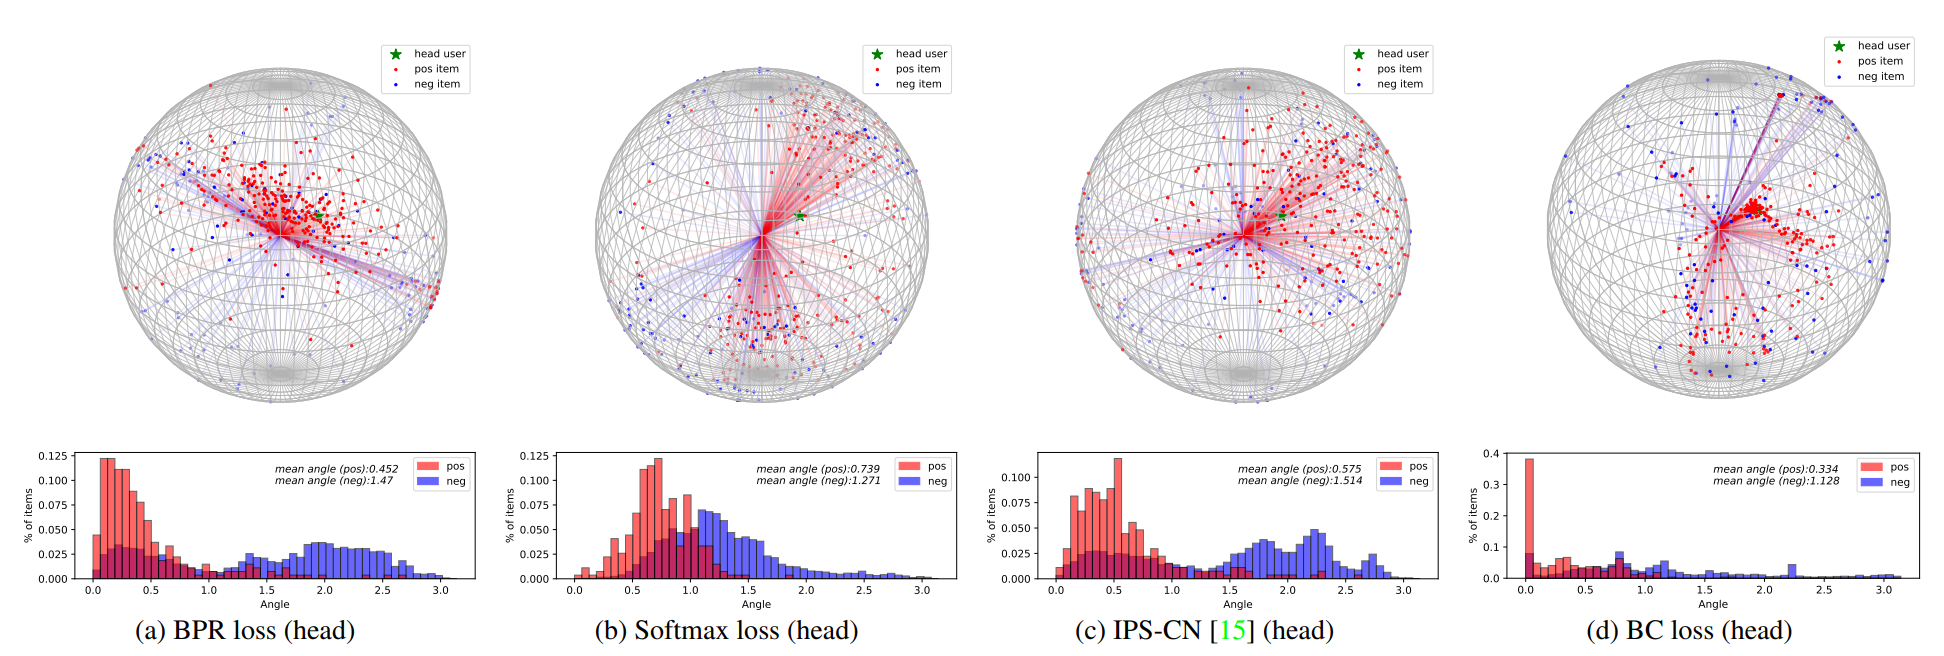 head user
pos item
neg item
head user
pos item
neg item
head user
pos item
neg item
head user
pos item
neg item
0.125
0.100
0.075
0.050
0.025
0.000
% of items
mean angle (pos):0.452
mean angle (neg):1.47
pos
neg
0.0 0.5 1.0 1.5 2.0 2.5 3.0
Angle
0.125
0.100
0.075
0.050
0.025
0.000
% of items
mean angle (pos):0.739
mean angle (neg):1.271
pos
neg
0.0 0.5 1.0 1.5 2.0 2.5 3.0
Angle
0.100
0.075
0.050
0.025
0.000
% of items
mean angle (pos):0.575
mean angle (neg):1.514
pos
neg
0.0 0.5 1.0 1.5 2.0 2.5 3.0
Angle
0.4
0.3
0.2
0.1
0.0
% of items
mean angle (pos):0.334
mean angle (neg):1.128
pos
neg
0.0 0.5 1.0 1.5 2.0 2.5 3.0
Angle
(a) BPR loss (head)
(b) Softmax loss (head)
(c) IPS-CN [15] (head)
(d) BC loss (head)